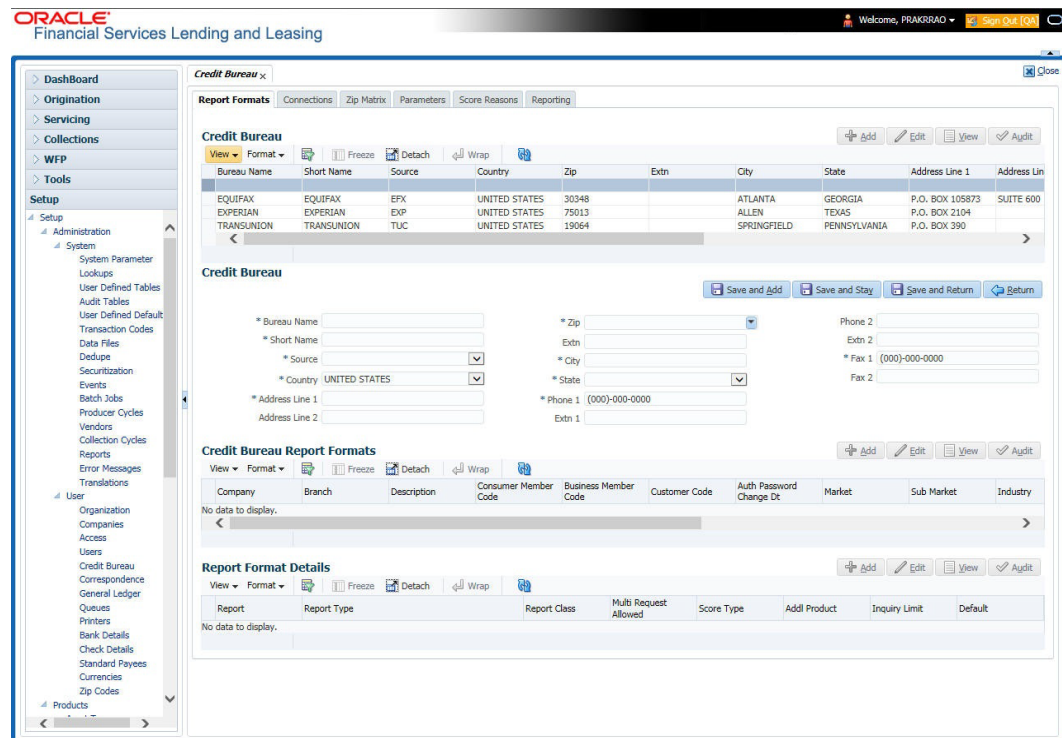 ORACLE
Financial Services Lending and Leasing
Welcome, PRAKRRAO
Sign Out [QA]
DashBoard
Origination
Servicing
Collections
WFP
Tools
Setup
Setup
Administration
System
System Parameter
Lookups
User Defined Tables
Audit Tables
User Defined Default
Transaction Codes
Data Files
Dedupe
Securitization
Events
Batch Jobs
Producer Cycles
Vendors
Collection Cycles
Reports
Error Messages
Translations
User
Organization
Companies
Access
Users
Credit Bureau
Correspondence
General Ledger
Queues
Printers
Bank Details
Check Details
Standard Payees
Currencies
Zip Codes
Products
Credit Bureau x
Close
Report Formats Connections Zip Matrix Parameters Score Reasons Reporting
Credit Bureau
Add Edit View Audit
View Format Freeze Detach Wrap
Bureau Name Short Name Source Country Zip Extn City State Address Line 1 Address Lin
EQUIFAX EQUIFAX EFX UNITED STATES 30348 ATLANTA GEORGIA P.O. BOX 105873 SUITE 600
EXPERIAN EXPERIAN EXP UNITED STATES 75013 ALLEN TEXAS P.O. BOX 2104
TRANSUNION TRANSUNION TUC UNITED STATES 19064 SPRINGFIELD PENNSYLVANIA P.O. BOX 390
Credit Bureau
Save and Add Save and Stay Save and Return Return
* Bureau Name * Zip Phone 2
* Short Name Extn Extn 2
* Source * City * Fax 1 (000)-000-0000
* Country UNITED STATES * State Fax 2
* Address Line 1 * Phone 1 (000)-000-0000
Address Line 2 Extn 1
Credit Bureau Report Formats
Add Edit View Audit
View Format Freeze Detach Wrap
Company Branch Description Consumer Member Code Business Member Code Customer Code Auth Password Change Dt Market Sub Market Industry
No data to display.
Report Format Details
Add Edit View Audit
View Format Freeze Detach Wrap
Report Report Type Report Class Multi Request Allowed Score Type Addl Product Inquiry Limit Default
No data to display.